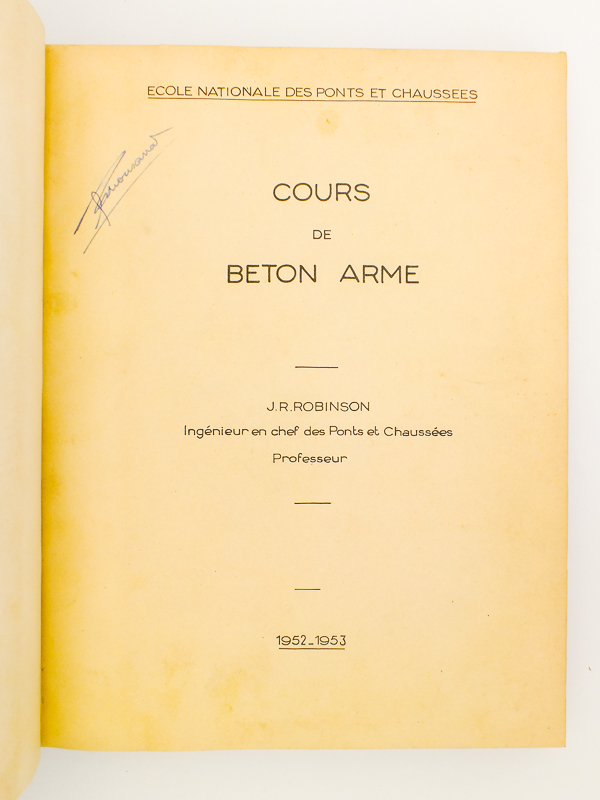 ECOLE NATIONALE DES PONTS ET CHAUSSEES
COURS
DE
BETON ARME
J.R.ROBINSON
Ingénieur en chef des Ponts et Chaussées
Professeur
1952-1953